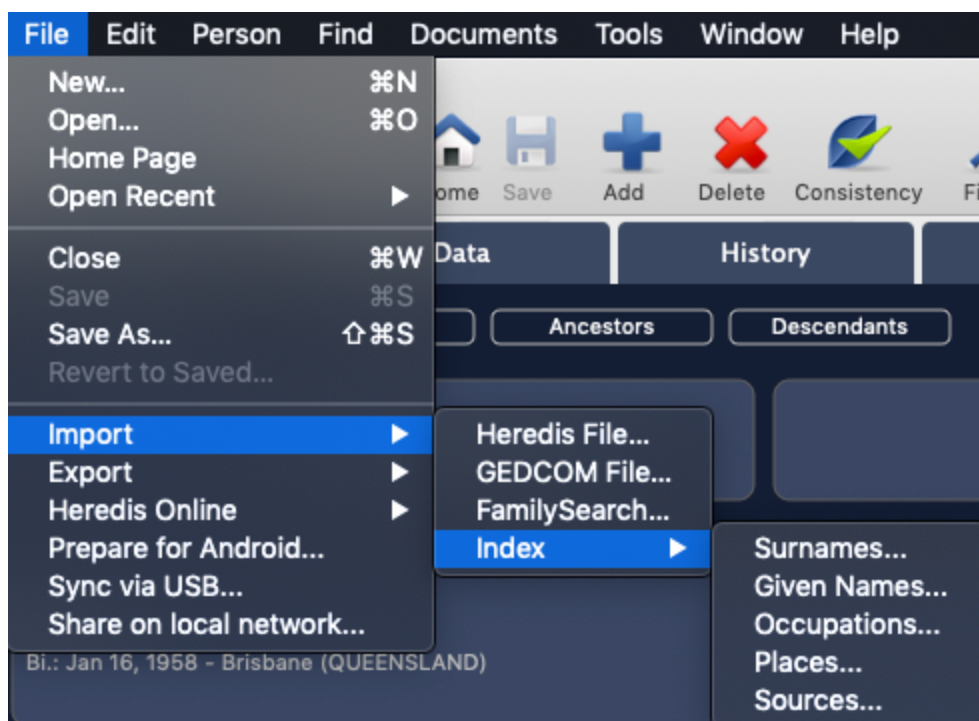 File Edit Person Find Documents Tools Window Help
New... ⌘N
Open... ⌘O
Home Page
Open Recent
Close ⌘W
Save ⌘S
Save As... ⇧⌘S
Revert to Saved...
Import
Export
Heredis Online
Prepare for Android...
Sync via USB...
Share on local network...
Heredis File...
GEDCOM File...
FamilySearch...
Index
Surnames...
Given Names...
Occupations...
Places...
Sources...
ome Save Add Delete Consistency Fi
Data History
Ancestors Descendants
Bi.: Jan 16, 1958 - Brisbane (QUEENSLAND)